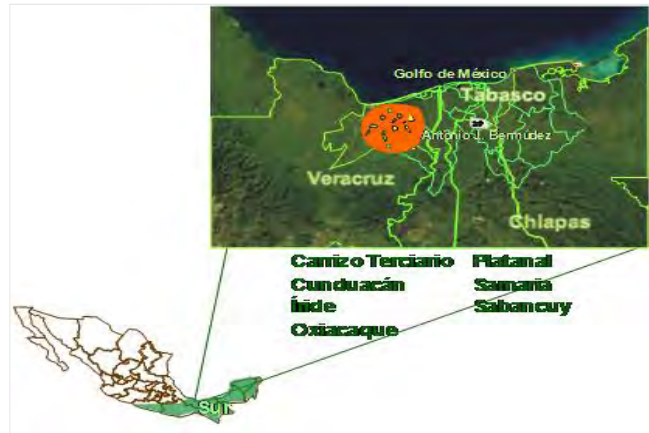 Golfo de México
Tabasco
Antonio J. Bermúdez
Veracruz
Chiapas
Carrizo Terciario Platanal
Cunduacán Samaria
Íride Sabancuy
Oxiacaque
Sur